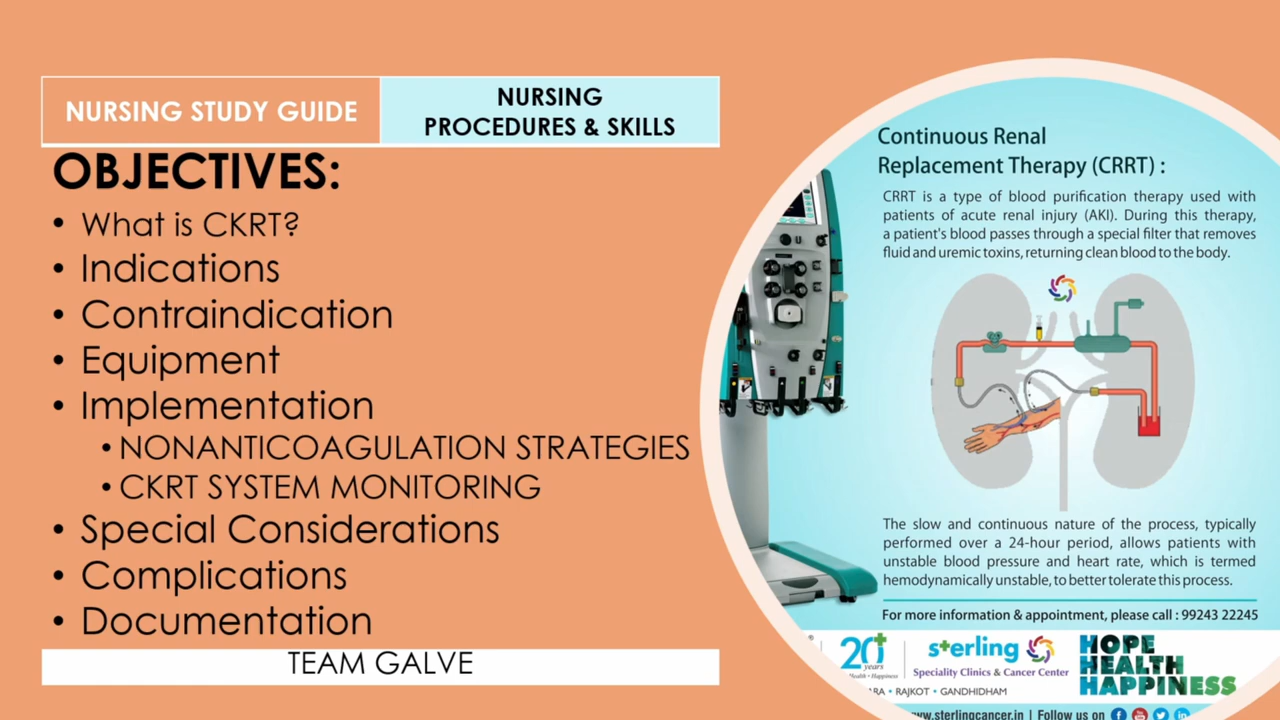 NURSING STUDY GUIDE
NURSING
PROCEDURES & SKILLS
OBJECTIVES:
• What is CKRT?
• Indications
• Contraindication
• Equipment
• Implementation
• NONANTICOAGULATION STRATEGIES
• CKRT SYSTEM MONITORING
• Special Considerations
• Complications
• Documentation
TEAM GALVE
Continuous Renal
Replacement Therapy (CRRT) :
CRRT is a type of blood purification therapy used with
patients of acute renal injury (AKI). During this therapy,
a patient's blood passes through a special filter that removes
fluid and uremic toxins, returning clean blood to the body.
The slow and continuous nature of the process, typically
performed over a 24-hour period, allows patients with
unstable blood pressure and heart rate, which is termed
hemodynamically unstable, to better tolerate this process.
For more information & appointment, please call : 99243 22245
20 years
Happiness
sterling
Speciality Clinics & Cancer Center
HOPE
HEALTH
HAPPINESS
• RAJKOT • GANDHIDHAM
www.sterlingcancer.in | Follow us on